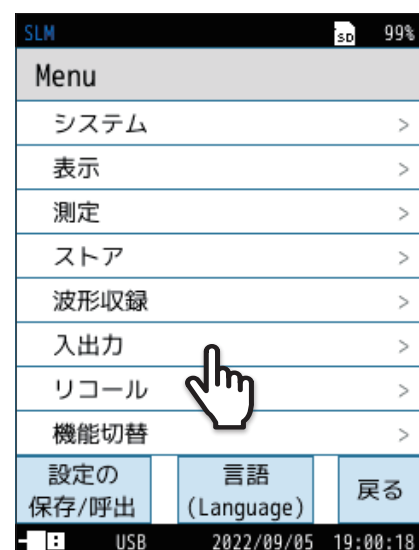 SLM SD 99%
Menu
システム >
表示 >
測定 >
ストア >
波形収録 >
入出力 >
リコール >
機能切替 >
設定の 言語 戻る
保存/呼出 (Language)
USB 2022/09/05 19:00:18